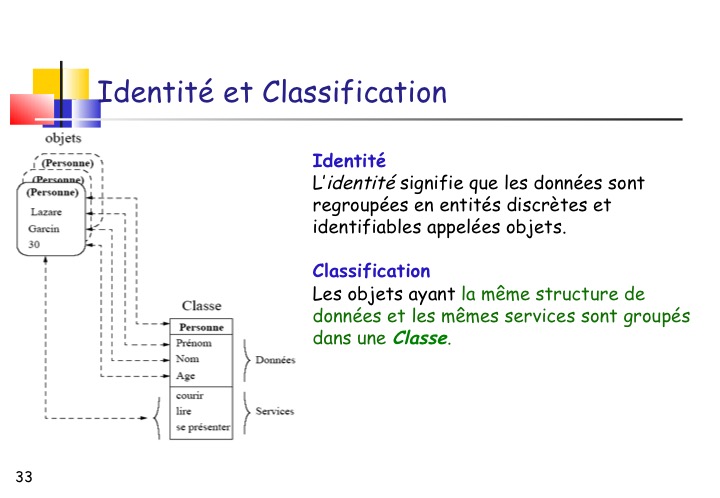 Identité et Classification
objets
(Personne)
(Personne)
(Personne)
Lazare
Garcin
30
Classe
Personne
Prénom
Nom
Age
Données
courir
lire
se présenter
Services
Identité
L'identité signifie que les données sont
regroupées en entités discrètes et
identifiables appelées objets.
Classification
Les objets ayant la même structure de
données et les mêmes services sont groupés
dans une Classe.
33